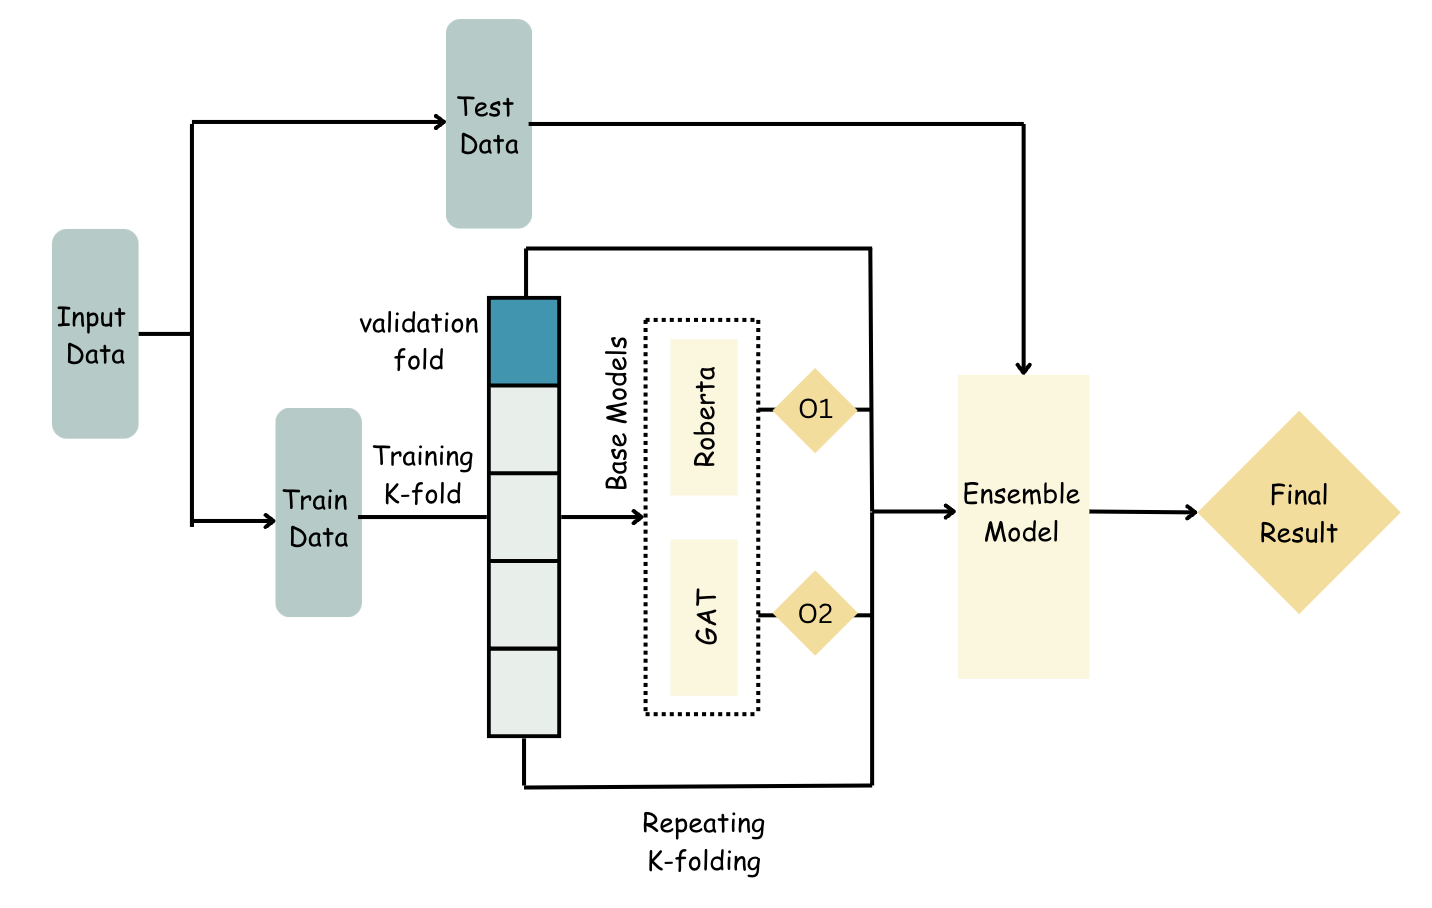 Test
Data
Input
Data
validation
fold
Training
K-fold
Train
Data
Base Models
Roberta
GAT
O1
O2
Ensemble
Model
Final
Result
Repeating
K-folding